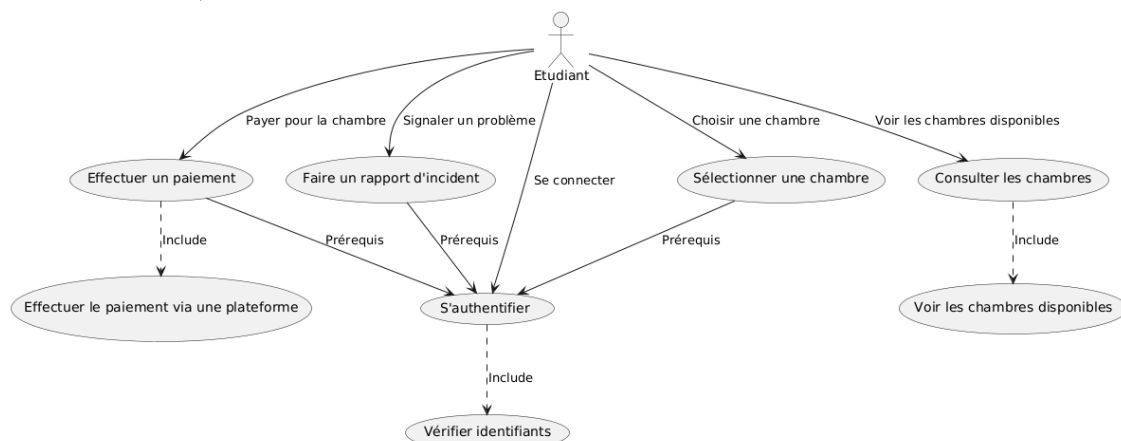 Etudiant
Payer pour la chambre
Signaler un problème
Choisir une chambre
Voir les chambres disponibles
Effectuer un paiement
Faire un rapport d'incident
Se connecter
Sélectionner une chambre
Consulter les chambres
Include
Prérequis
Prérequis
Prérequis
Include
Effectuer le paiement via une plateforme
S'authentifier
Voir les chambres disponibles
Include
Vérifier identifiants